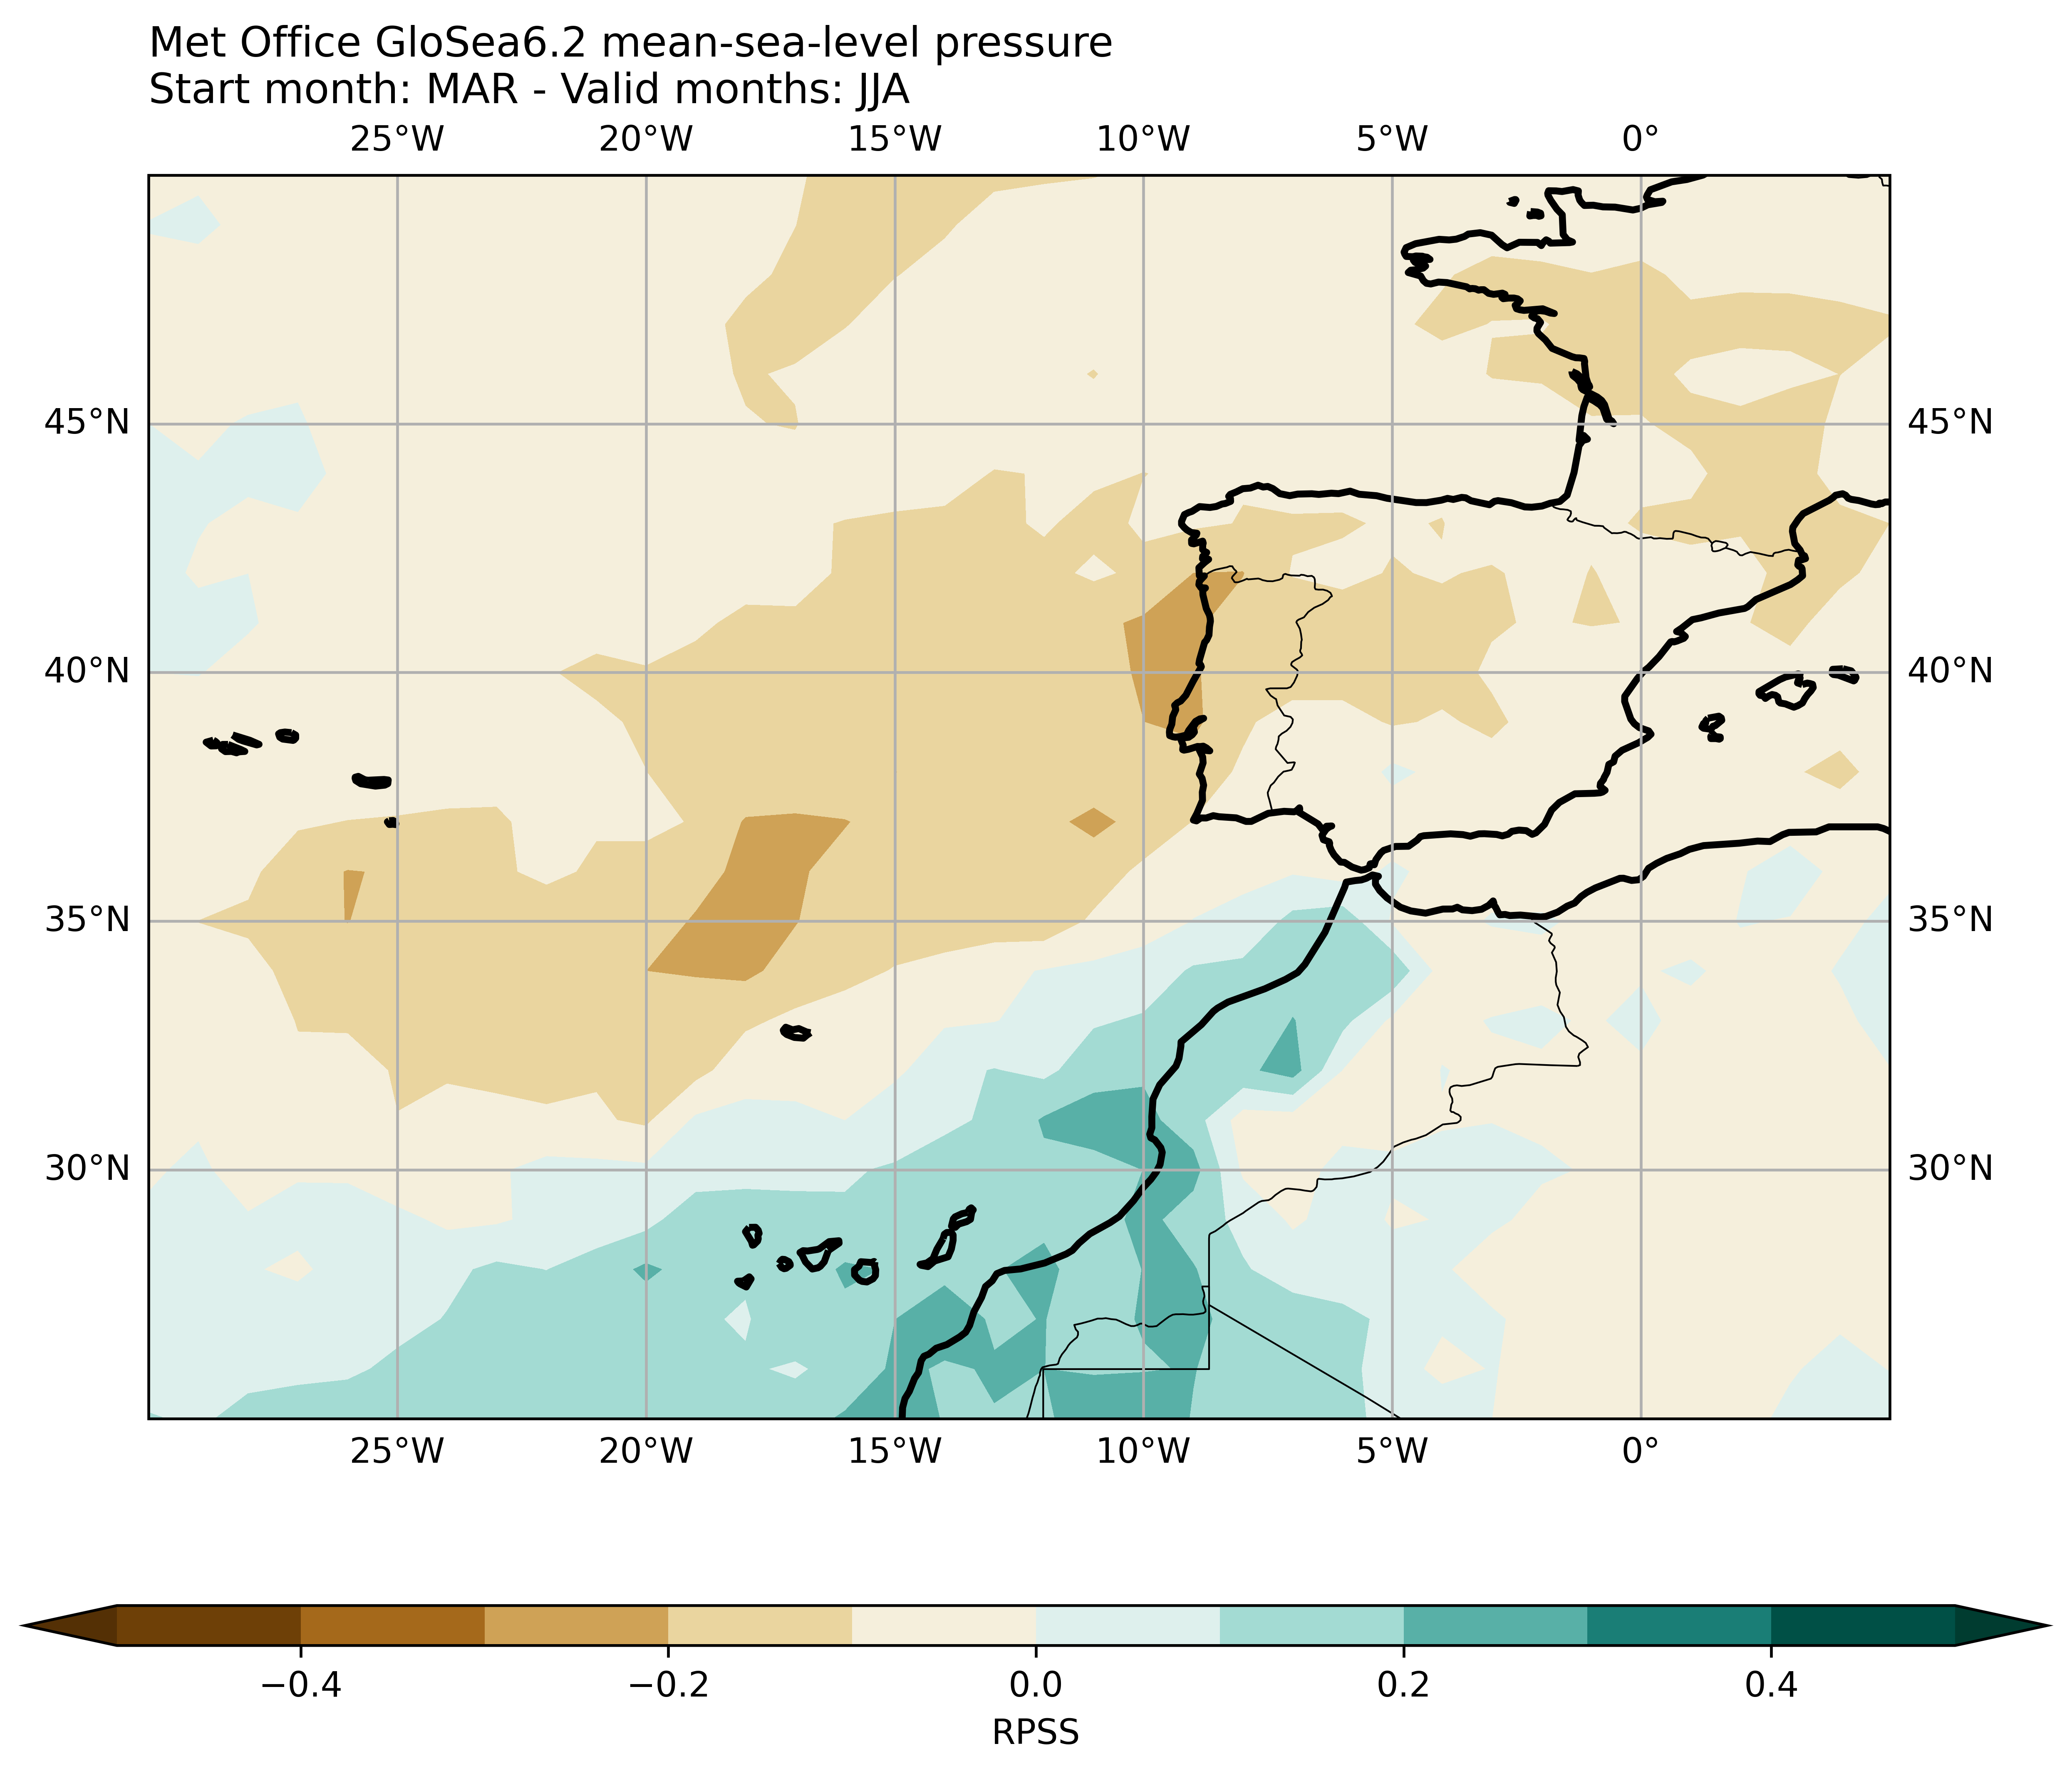 Met Office GloSea6.2 mean-sea-level pressure
Start month: MAR - Valid months: JJA
25°W 20°W 15°W 10°W 5°W 0°
45°N 45°N
40°N 40°N
35°N 35°N
30°N 30°N
25°W 20°W 15°W 10°W 5°W 0°
−0.4 −0.2 0.0 0.2 0.4
RPSS